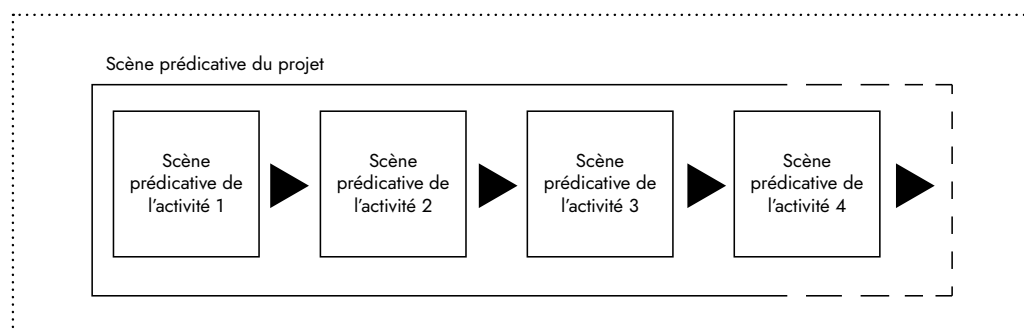 Scène prédicative du projet
Scène
prédicative de
l'activité 1
Scène
prédicative de
l'activité 2
Scène
prédicative de
l'activité 3
Scène
prédicative de
l'activité 4